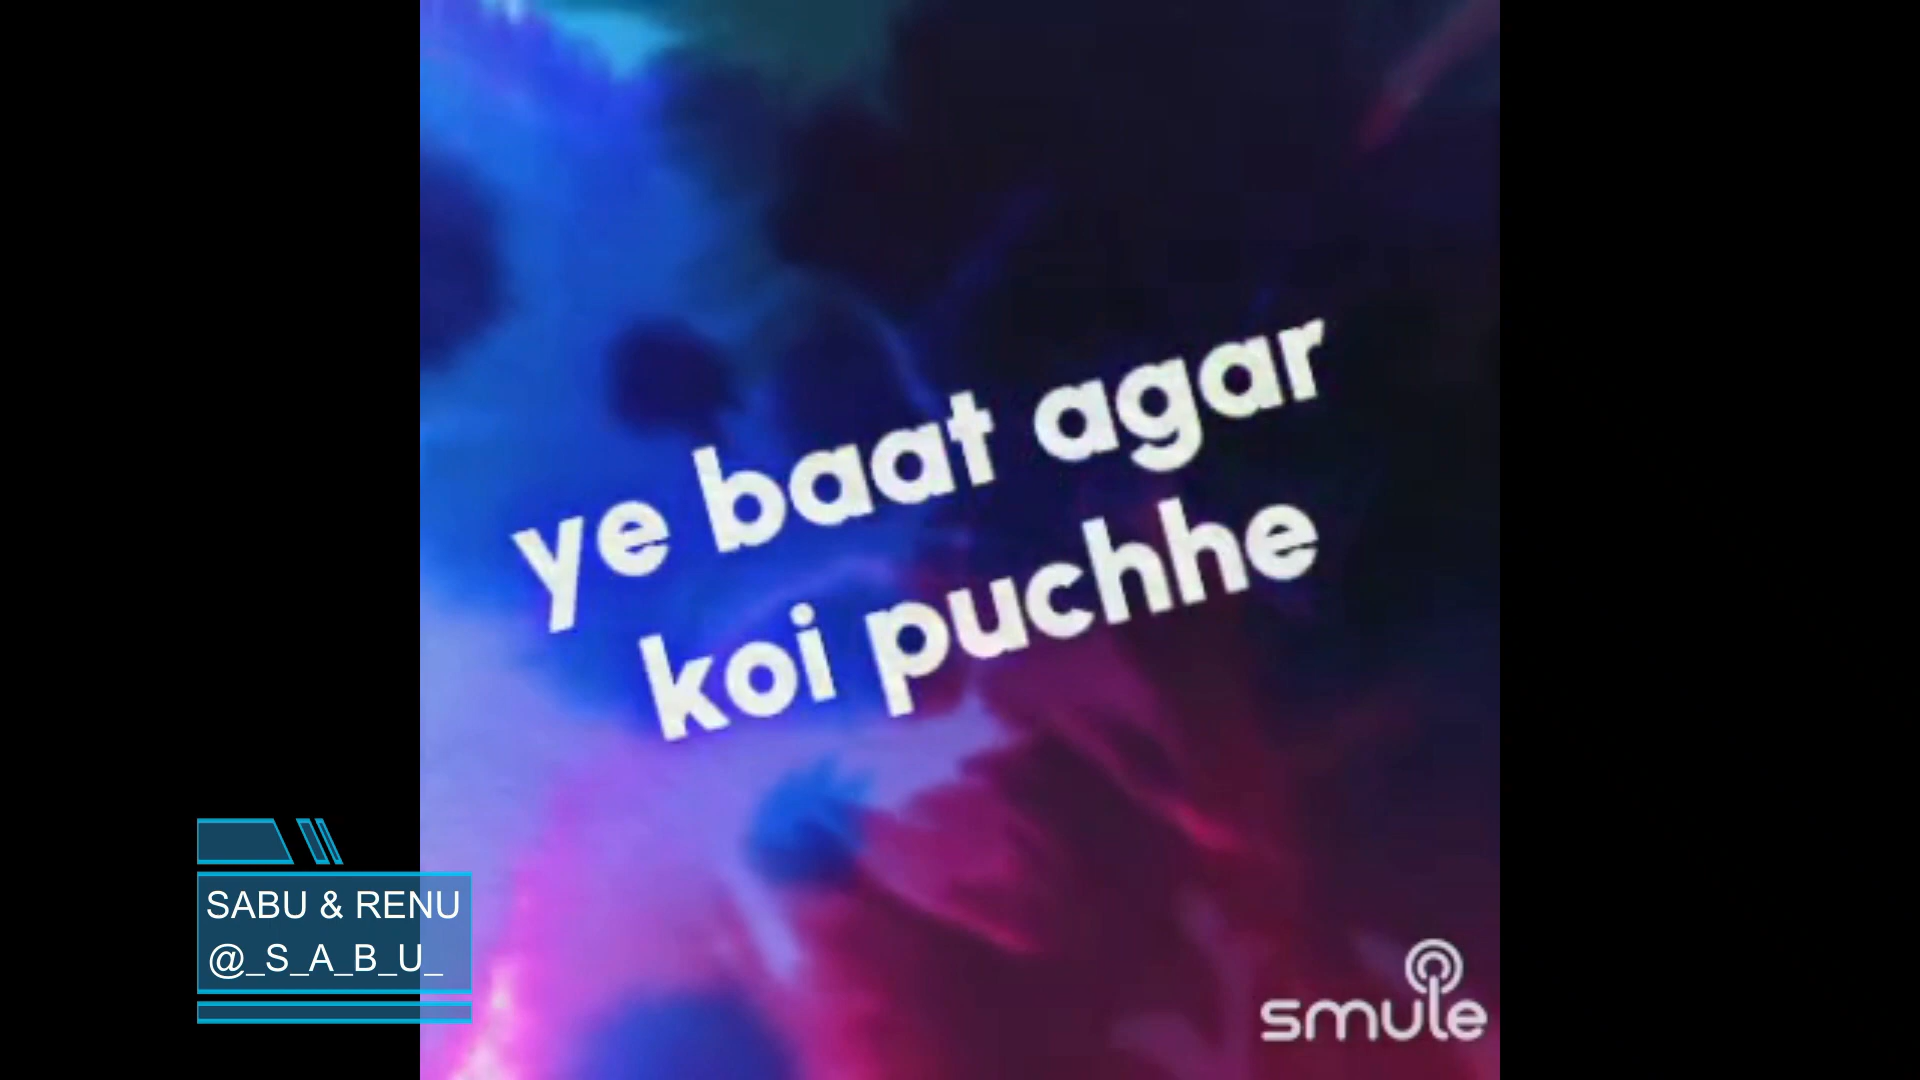 ye baat agar
koi puchhe
SABU & RENU
@_S_A_B_U_
smule